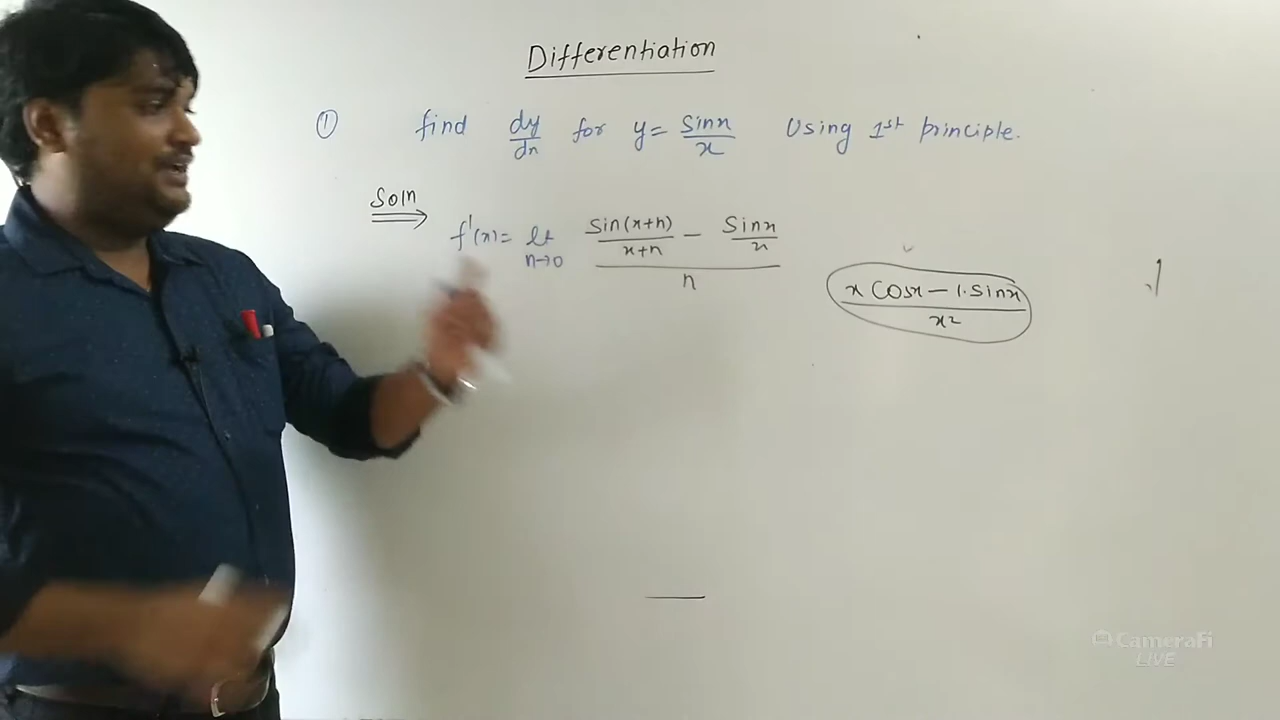 Differentiation
① find dy/dx for y = sinx/x Using 1st principle.
Soln
f'(x) = lt h→0 (sin(x+h)/(x+h) − sinx/x)/h
(x cosx − 1.sinx)/x²
CameraFi
LIVE